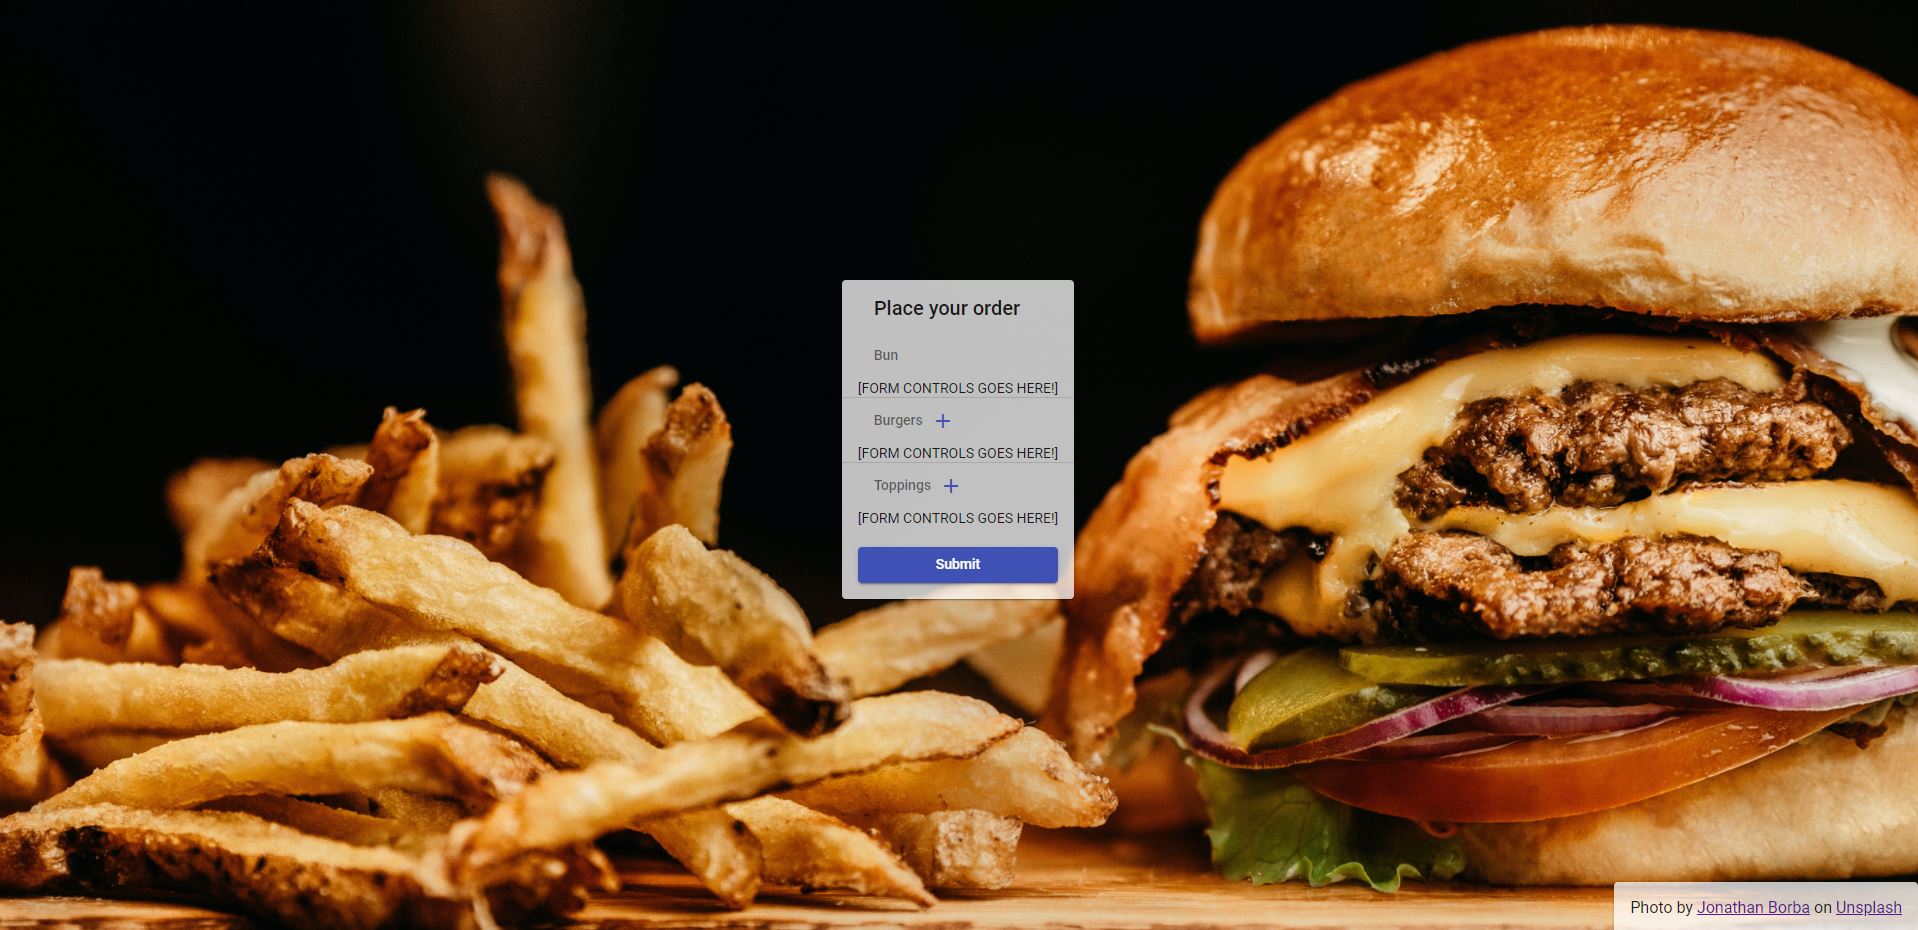 Place your order
Bun
[FORM CONTROLS GOES HERE!]
Burgers +
[FORM CONTROLS GOES HERE!]
Toppings +
[FORM CONTROLS GOES HERE!]
Submit
Photo by Jonathan Borba on Unsplash